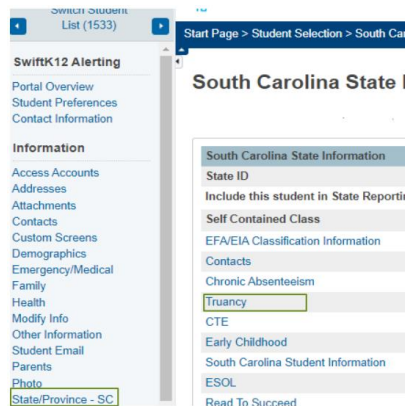 Switch Student
List (1533)
SwiftK12 Alerting
Portal Overview
Student Preferences
Contact Information
Information
Access Accounts
Addresses
Attachments
Contacts
Custom Screens
Demographics
Emergency/Medical
Family
Health
Modify Info
Other Information
Student Email
Parents
Photo
State/Province - SC
Start Page > Student Selection > South Car
South Carolina State
South Carolina State Information
State ID
Include this student in State Reportin
Self Contained Class
EFA/EIA Classification Information
Contacts
Chronic Absenteeism
Truancy
CTE
Early Childhood
South Carolina Student Information
ESOL
Read To Succeed